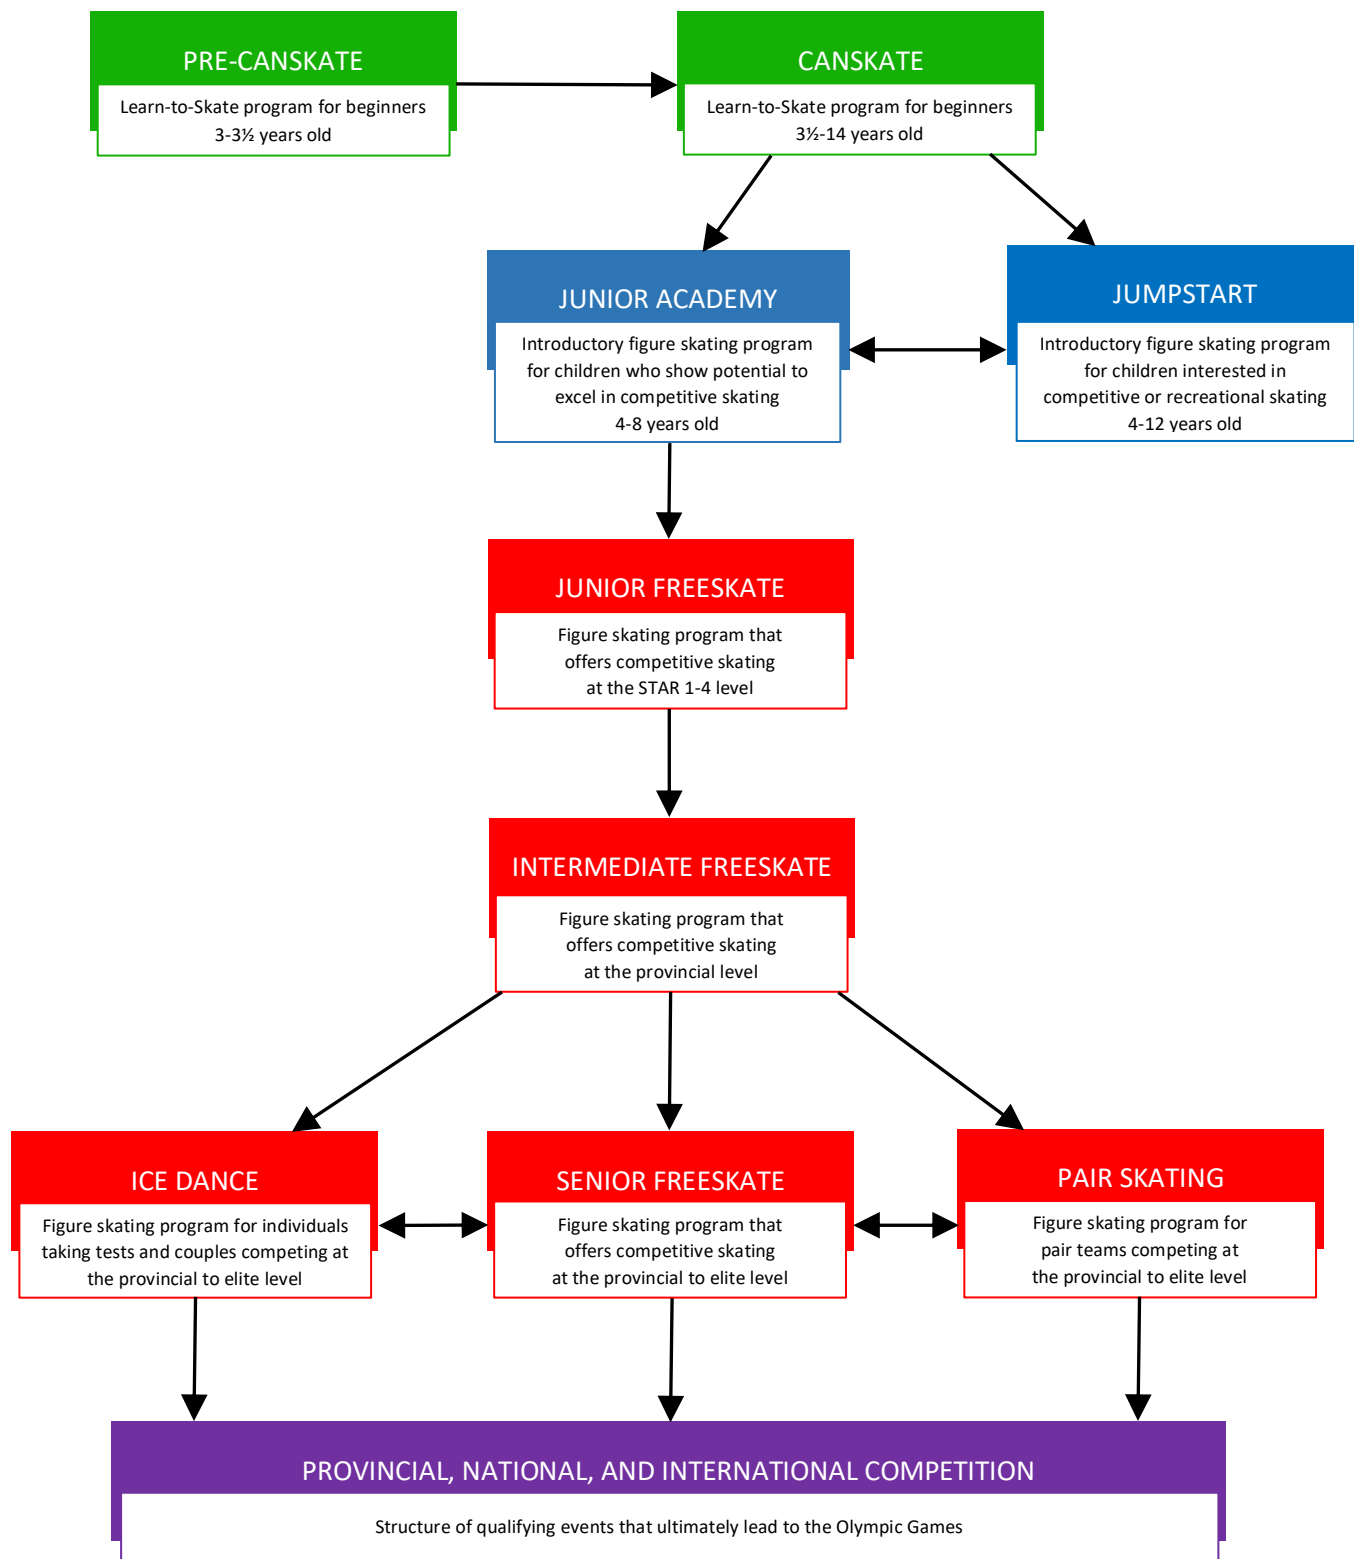 PRE-CANSKATE
Learn-to-Skate program for beginners
3-3½ years old
CANSKATE
Learn-to-Skate program for beginners
3½-14 years old
JUNIOR ACADEMY
Introductory figure skating program
for children who show potential to
excel in competitive skating
4-8 years old
JUMPSTART
Introductory figure skating program
for children interested in
competitive or recreational skating
4-12 years old
JUNIOR FREESKATE
Figure skating program that
offers competitive skating
at the STAR 1-4 level
INTERMEDIATE FREESKATE
Figure skating program that
offers competitive skating
at the provincial level
ICE DANCE
Figure skating program for individuals
taking tests and couples competing at
the provincial to elite level
SENIOR FREESKATE
Figure skating program that
offers competitive skating
at the provincial to elite level
PAIR SKATING
Figure skating program for
pair teams competing at
the provincial to elite level
PROVINCIAL, NATIONAL, AND INTERNATIONAL COMPETITION
Structure of qualifying events that ultimately lead to the Olympic Games